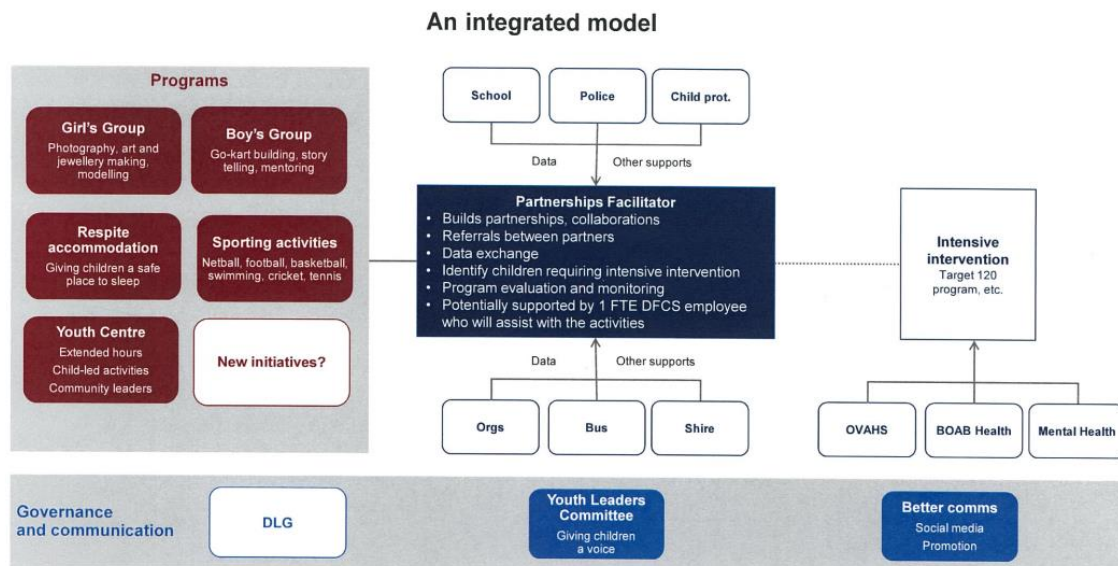 An integrated model
Programs
Girl's Group
Photography, art and
jewellery making,
modelling
Boy's Group
Go-kart building, story
telling, mentoring
Respite
accommodation
Giving children a safe
place to sleep
Sporting activities
Netball, football, basketball,
swimming, cricket, tennis
Youth Centre
Extended hours
Child-led activities
Community leaders
New initiatives?
School
Police
Child prot.
Data
Other supports
Partnerships Facilitator
• Builds partnerships, collaborations
• Referrals between partners
• Data exchange
• Identify children requiring intensive intervention
• Program evaluation and monitoring
• Potentially supported by 1 FTE DFCS employee
who will assist with the activities
Data
Other supports
Orgs
Bus
Shire
Intensive
intervention
Target 120
program, etc.
OVAHS
BOAB Health
Mental Health
Governance
and communication
DLG
Youth Leaders
Committee
Giving children
a voice
Better comms
Social media
Promotion